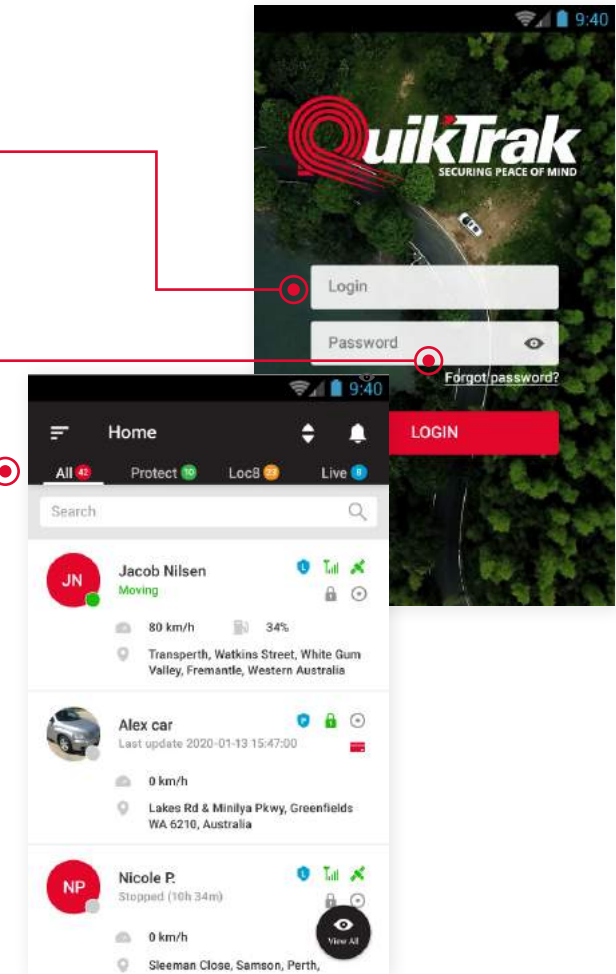 9:40
QuikTrak
SECURING PEACE OF MIND
Login
Password
Forgot password?
LOGIN
9:40
Home
All 42 Protect 10 Loc8 23 Live 8
Search
JN
Jacob Nilsen
Moving
80 km/h 34%
Transperth, Watkins Street, White Gum
Valley, Fremantle, Western Australia
Alex car
Last update 2020-01-13 15:47:00
0 km/h
Lakes Rd & Minilya Pkwy, Greenfields
WA 6210, Australia
NP
Nicole P.
Stopped (10h 34m)
View All
0 km/h
Sleeman Close, Samson, Perth,